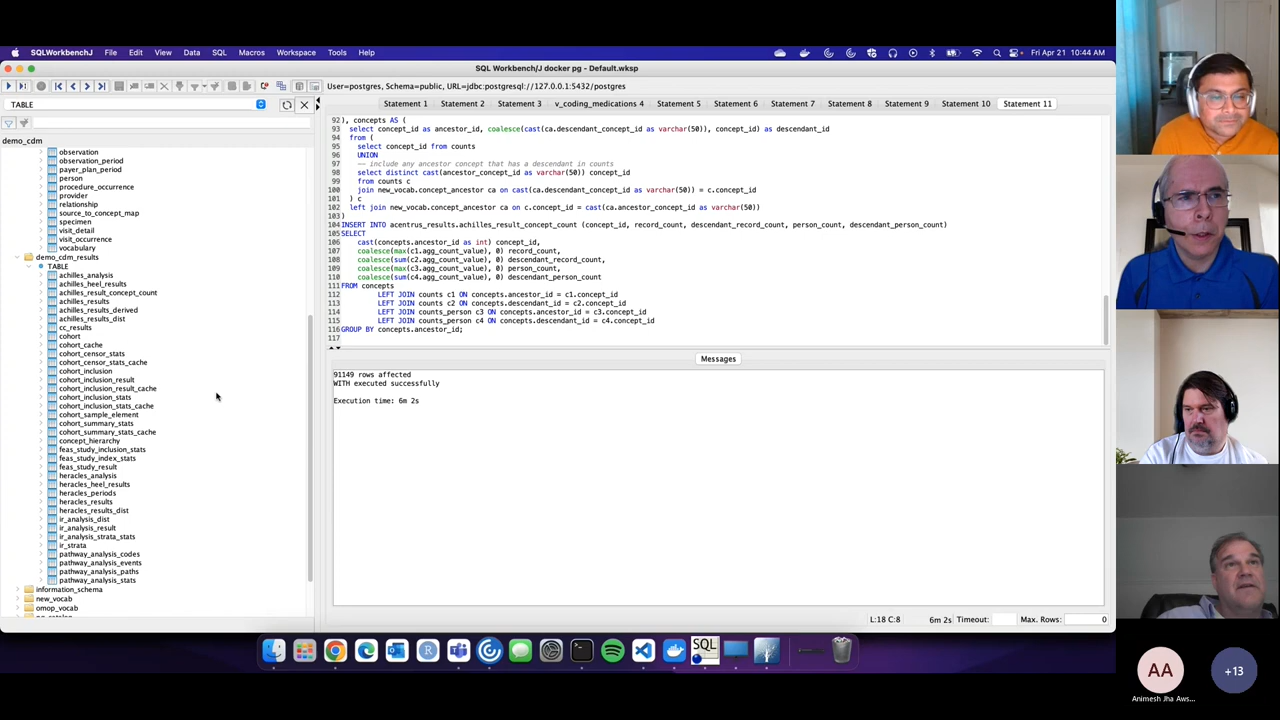 SQLWorkbenchJ File Edit View Data SQL Macros Workspace Tools Help Fri Apr 21 10:44 AM
SQL Workbench/J docker pg - Default.wksp
User=postgres, Schema=public, URL=jdbc:postgresql://127.0.0.1:5432/postgres
TABLE
Statement 1 Statement 2 Statement 3 v_coding_medications 4 Statement 5 Statement 6 Statement 7 Statement 8 Statement 9 Statement 10 Statement 11
demo_cdm
observation
observation_period
payer_plan_period
person
procedure_occurrence
provider
relationship
source_to_concept_map
specimen
visit_detail
visit_occurrence
vocabulary
demo_cdm_results
TABLE
achilles_analysis
achilles_heel_results
achilles_result_concept_count
achilles_results
achilles_results_derived
achilles_results_dist
cc_results
cohort
cohort_cache
cohort_censor_stats
cohort_censor_stats_cache
cohort_inclusion
cohort_inclusion_result
cohort_inclusion_result_cache
cohort_inclusion_stats
cohort_inclusion_stats_cache
cohort_sample_element
cohort_summary_stats
cohort_summary_stats_cache
concept_hierarchy
feas_study_inclusion_stats
feas_study_index_stats
feas_study_result
heracles_analysis
heracles_heel_results
heracles_periods
heracles_results
heracles_results_dist
ir_analysis_dist
ir_analysis_result
ir_analysis_strata_stats
ir_strata
pathway_analysis_codes
pathway_analysis_events
pathway_analysis_paths
pathway_analysis_stats
information_schema
new_vocab
omop_vocab
92 ), concepts AS (
93 select concept_id as ancestor_id, coalesce(cast(ca.descendant_concept_id as varchar(50)), concept_id) as descendant_id
94 from (
95 select concept_id from counts
96 UNION
97 -- include any ancestor concept that has a descendant in counts
98 select distinct cast(ancestor_concept_id as varchar(50)) concept_id
99 from counts c
100 join new_vocab.concept_ancestor ca on cast(ca.descendant_concept_id as varchar(50)) = c.concept_id
101 ) c
102 left join new_vocab.concept_ancestor ca on c.concept_id = cast(ca.ancestor_concept_id as varchar(50))
103 )
104 INSERT INTO acentrus_results.achilles_result_concept_count (concept_id, record_count, descendant_record_count, person_count, descendant_person_count)
105 SELECT
106 cast(concepts.ancestor_id as int) concept_id,
107 coalesce(max(c1.agg_count_value), 0) record_count,
108 coalesce(sum(c2.agg_count_value), 0) descendant_record_count,
109 coalesce(max(c3.agg_count_value), 0) person_count,
110 coalesce(sum(c4.agg_count_value), 0) descendant_person_count
111 FROM concepts
112 LEFT JOIN counts c1 ON concepts.ancestor_id = c1.concept_id
113 LEFT JOIN counts c2 ON concepts.descendant_id = c2.concept_id
114 LEFT JOIN counts_person c3 ON concepts.ancestor_id = c3.concept_id
115 LEFT JOIN counts_person c4 ON concepts.descendant_id = c4.concept_id
116 GROUP BY concepts.ancestor_id;
117
Messages
91149 rows affected
WITH executed successfully
Execution time: 6m 2s
L:18 C:8 6m 2s Timeout: Max. Rows: 0
SQL
AA
Animesh Jha Aws...
+13